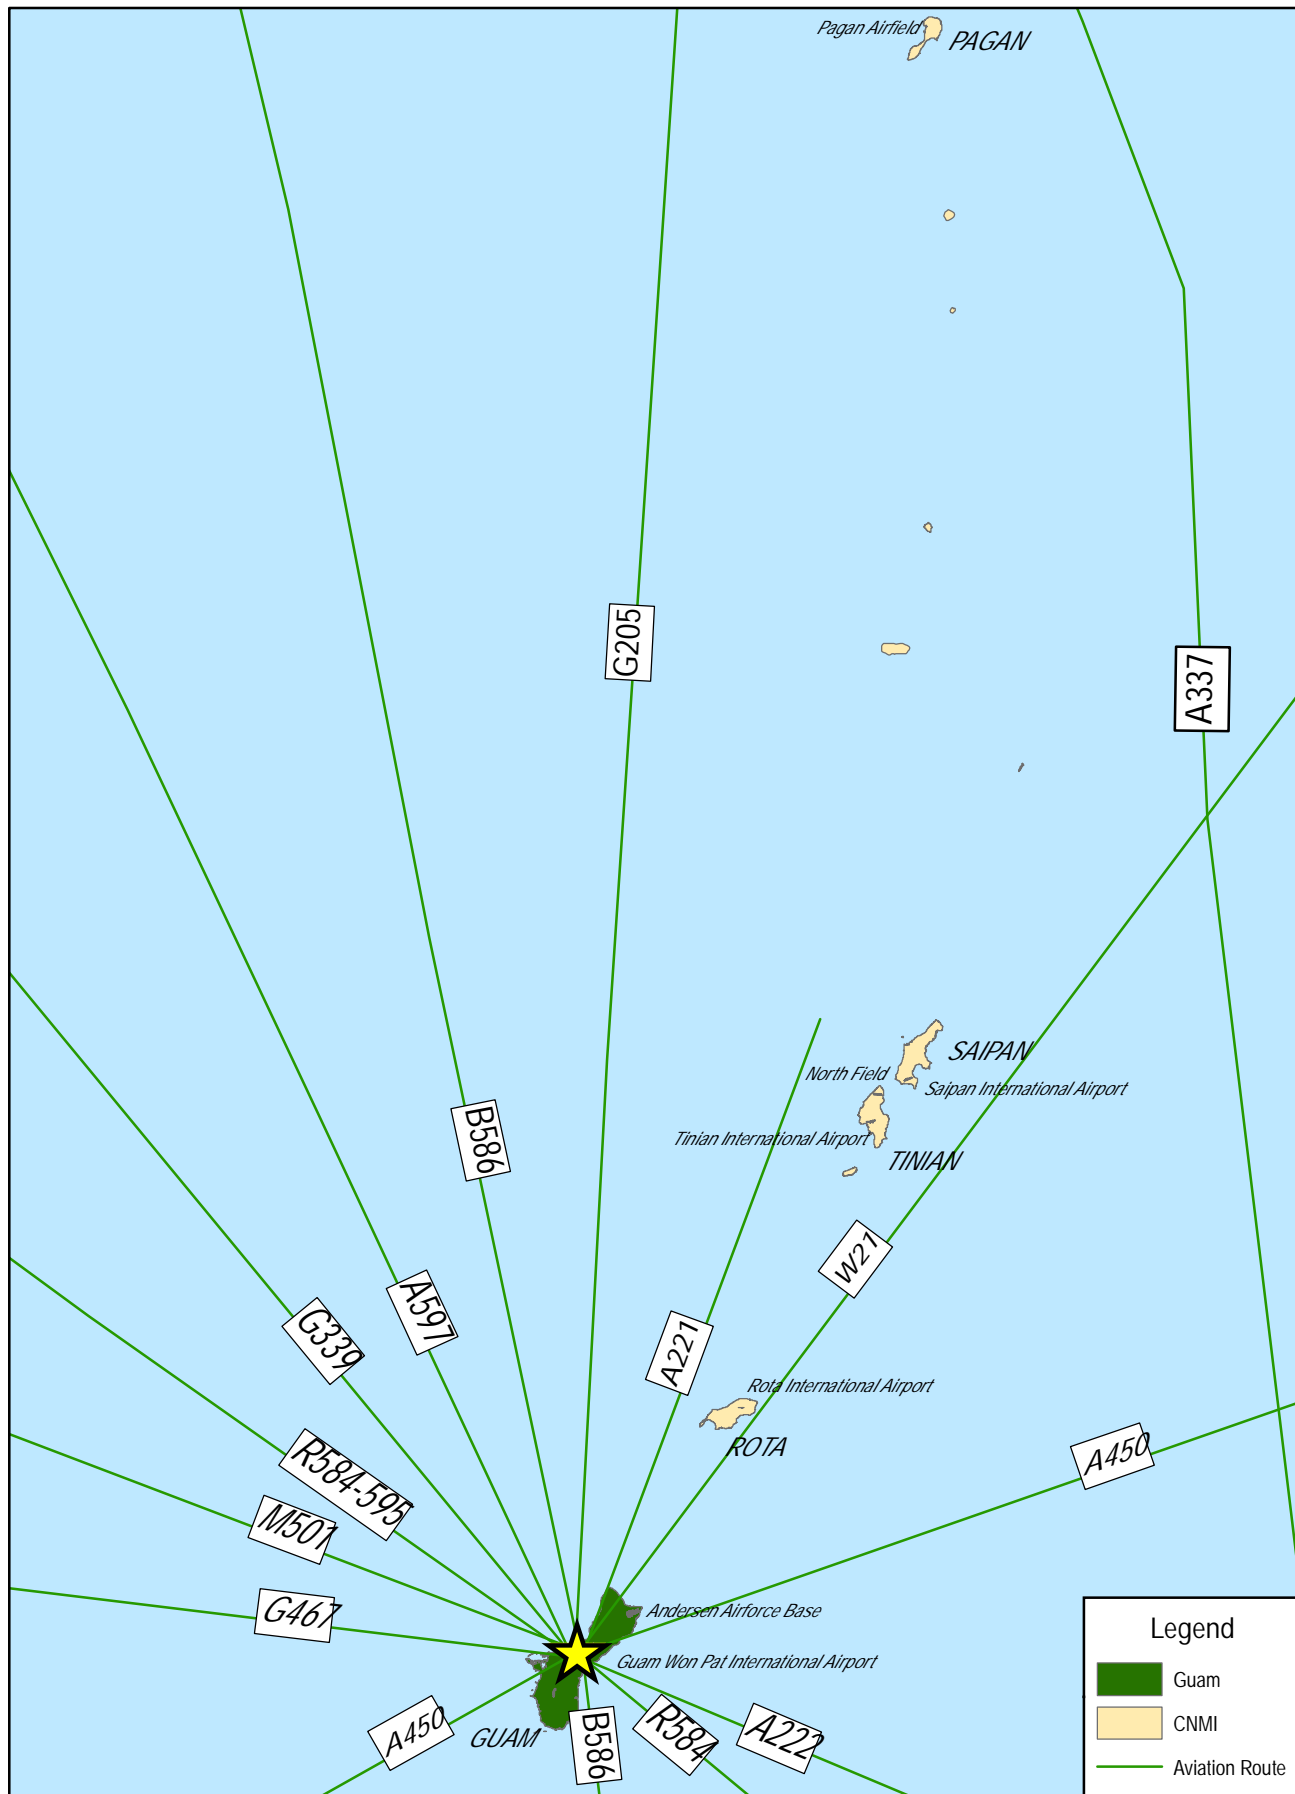 Pagan Airfield
PAGAN
G205
A337
SAIPAN
North Field
Saipan International Airport
B586
Tinian International Airport
TINIAN
W21
A597
G339
A221
Rota International Airport
ROTA
A450
R584-595
M501
G467
Andersen Airforce Base
Guam Won Pat International Airport
A450
GUAM
B586
R584
A222
Legend
Guam
CNMI
Aviation Route